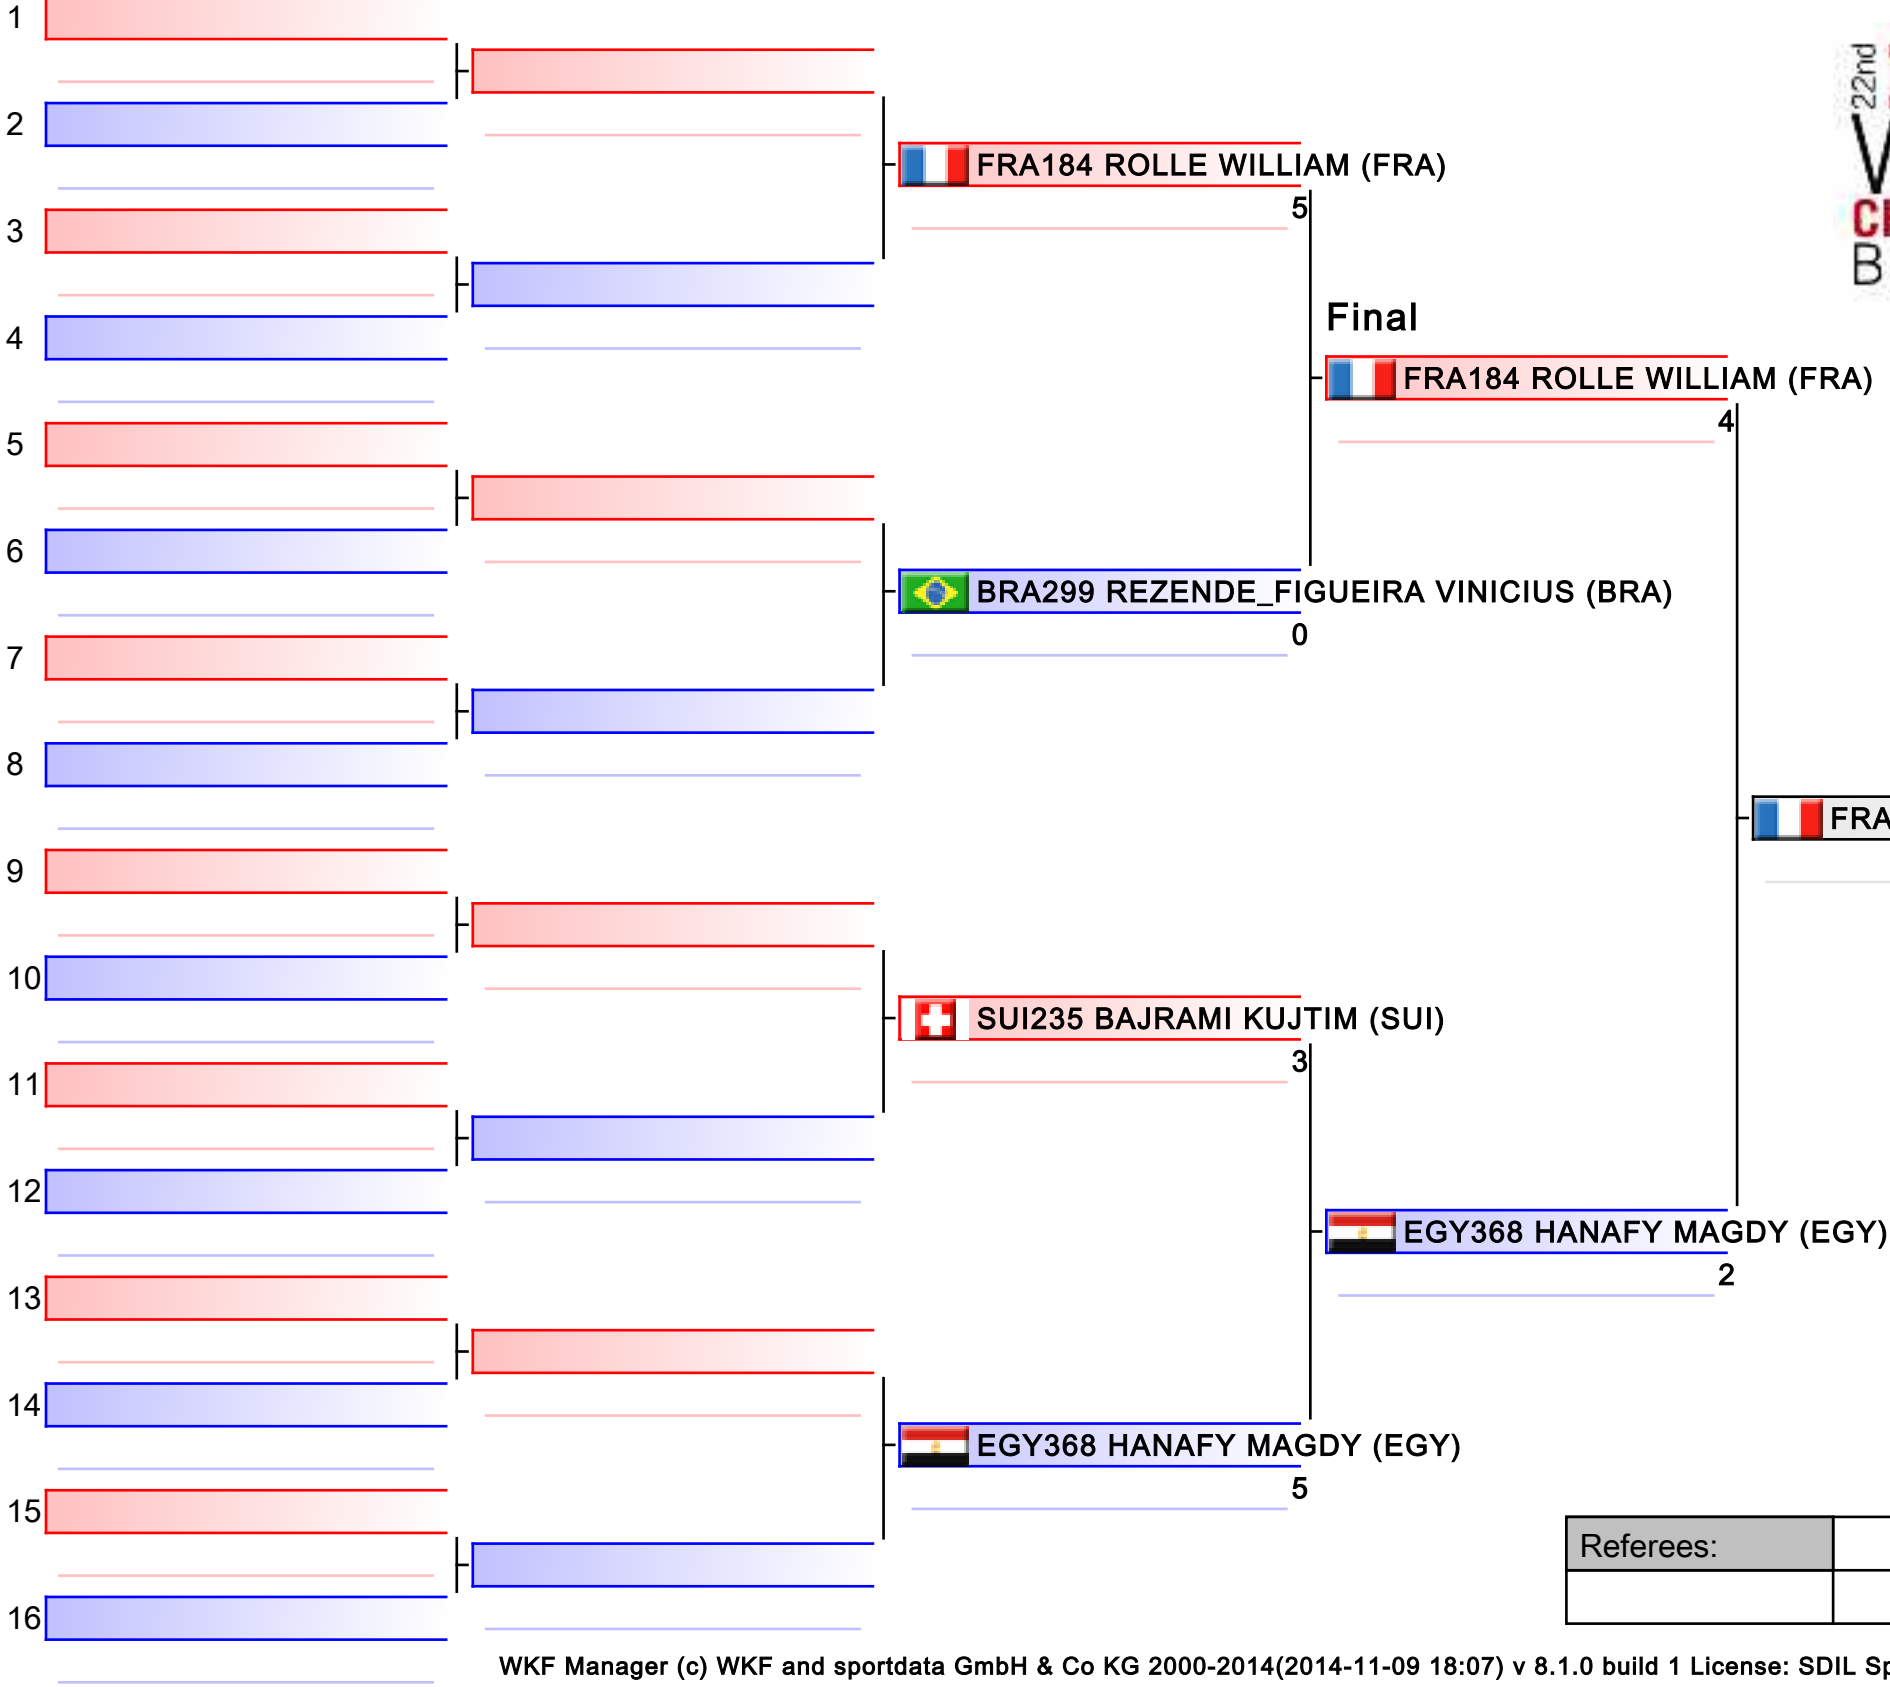 1
2
22nd
FRA184 ROLLE WILLIAM (FRA)
5
3
B
4
Final
FRA184 ROLLE WILLIAM (FRA)
4
5
6
BRA299 REZENDE_FIGUEIRA VINICIUS (BRA)
0
7
8
FRA
9
10
SUI235 BAJRAMI KUJTIM (SUI)
3
11
12
EGY368 HANAFY MAGDY (EGY)
2
13
14
EGY368 HANAFY MAGDY (EGY)
5
15
Referees:
16
WKF Manager (c) WKF and sportdata GmbH & Co KG 2000-2014(2014-11-09 18:07) v 8.1.0 build 1 License: SDIL Sp